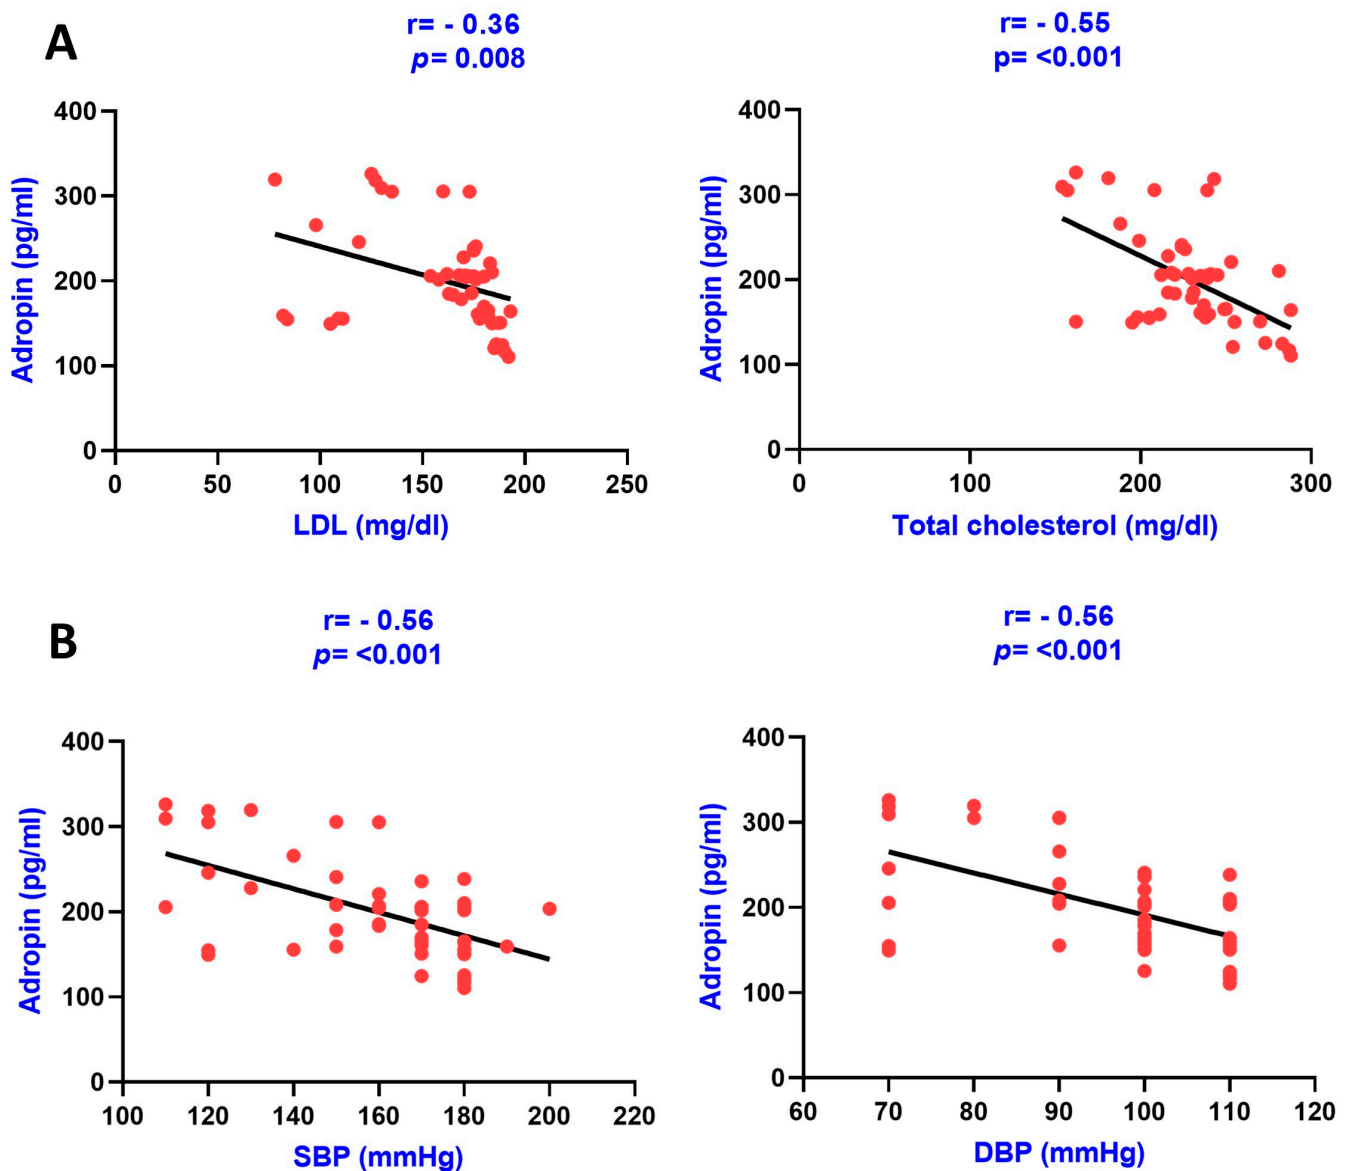 A
r= - 0.36
p= 0.008
400
300
200
100
0
Adropin (pg/ml)
0 50 100 150 200 250
LDL (mg/dl)
r= - 0.55
p= <0.001
400
300
200
100
0
Adropin (pg/ml)
0 100 200 300
Total cholesterol (mg/dl)
B
r= - 0.56
p= <0.001
400
300
200
100
0
Adropin (pg/ml)
100 120 140 160 180 200 220
SBP (mmHg)
r= - 0.56
p= <0.001
400
300
200
100
0
Adropin (pg/ml)
60 70 80 90 100 110 120
DBP (mmHg)